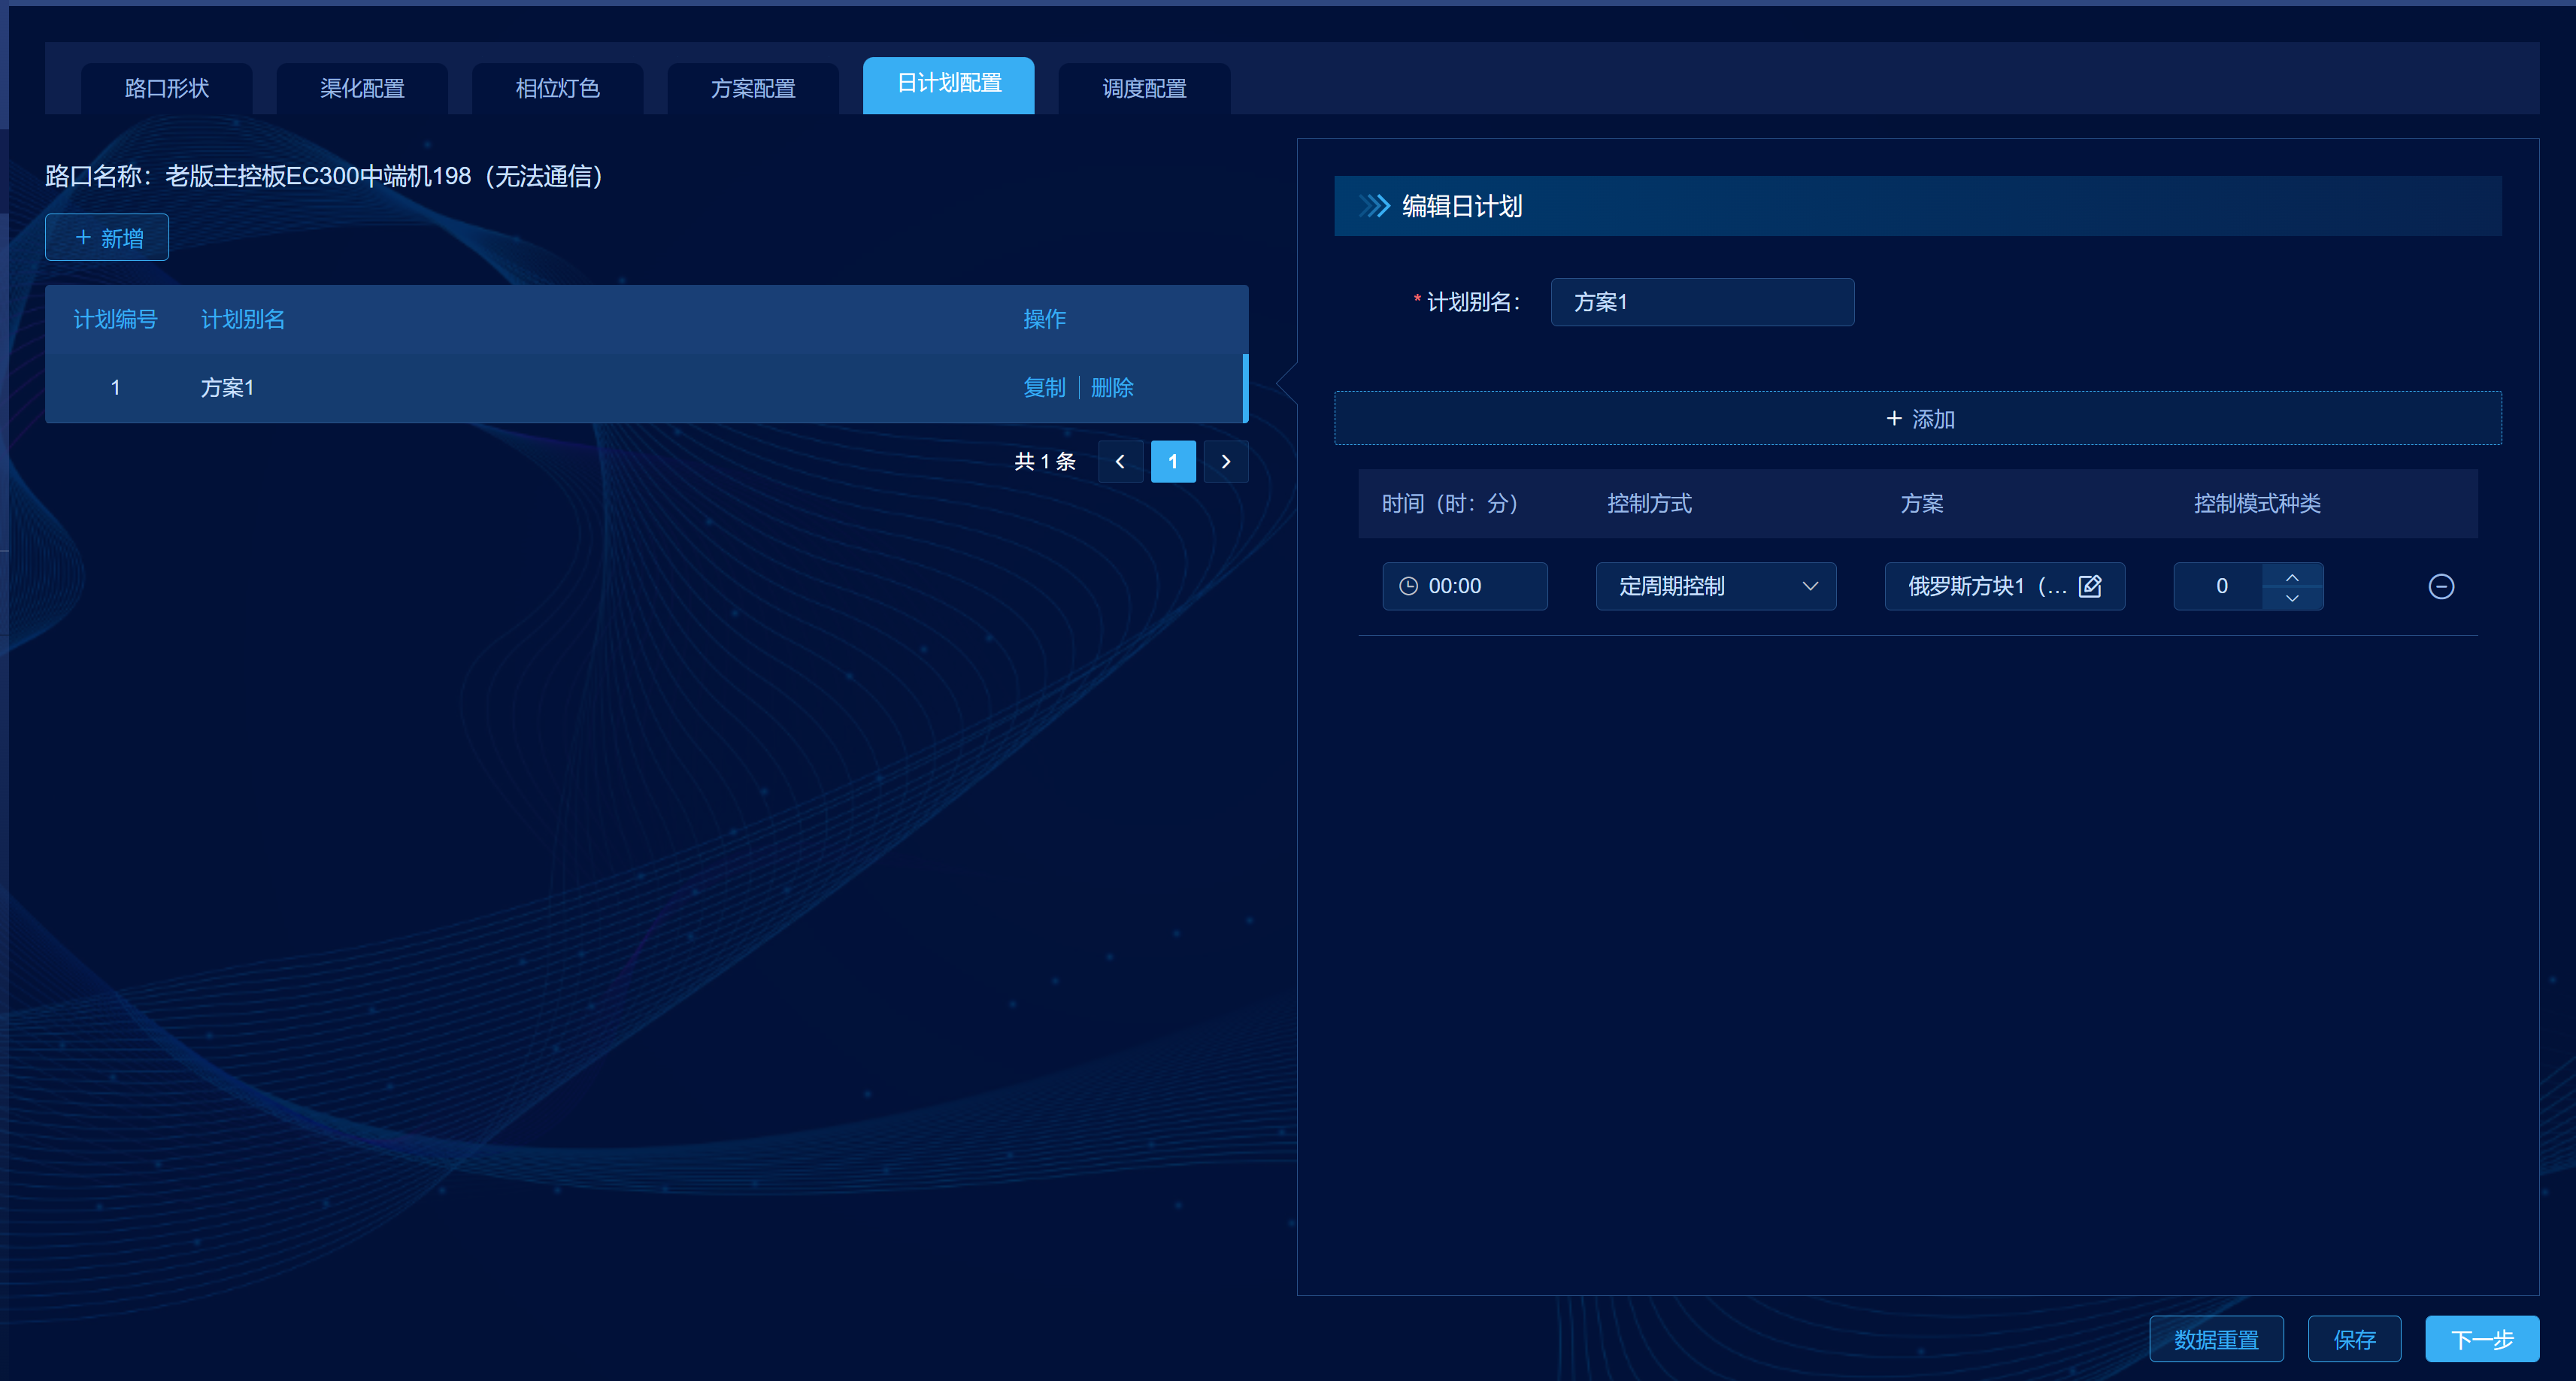 路口形状 渠化配置 相位灯色 方案配置 日计划配置 调度配置
路口名称：老版主控板EC300中端机198（无法通信）
+ 新增
计划编号 计划别名 操作
1 方案1 复制 | 删除
共 1 条 < 1 >
编辑日计划
* 计划别名： 方案1
+ 添加
时间（时：分） 控制方式 方案 控制模式种类
00:00 定周期控制 俄罗斯方块1（... 0
数据重置 保存 下一步